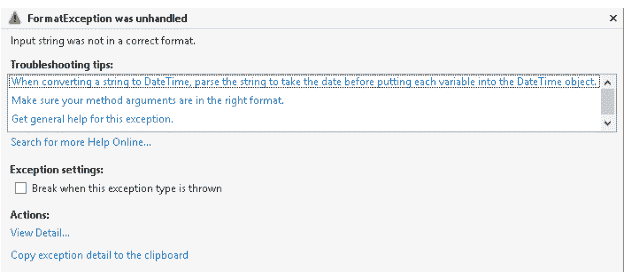 FormatException was unhandled
Input string was not in a correct format.
Troubleshooting tips:
When converting a string to DateTime, parse the string to take the date before putting each variable into the DateTime object.
Make sure your method arguments are in the right format.
Get general help for this exception.
Search for more Help Online...
Exception settings:
Break when this exception type is thrown
Actions:
View Detail...
Copy exception detail to the clipboard